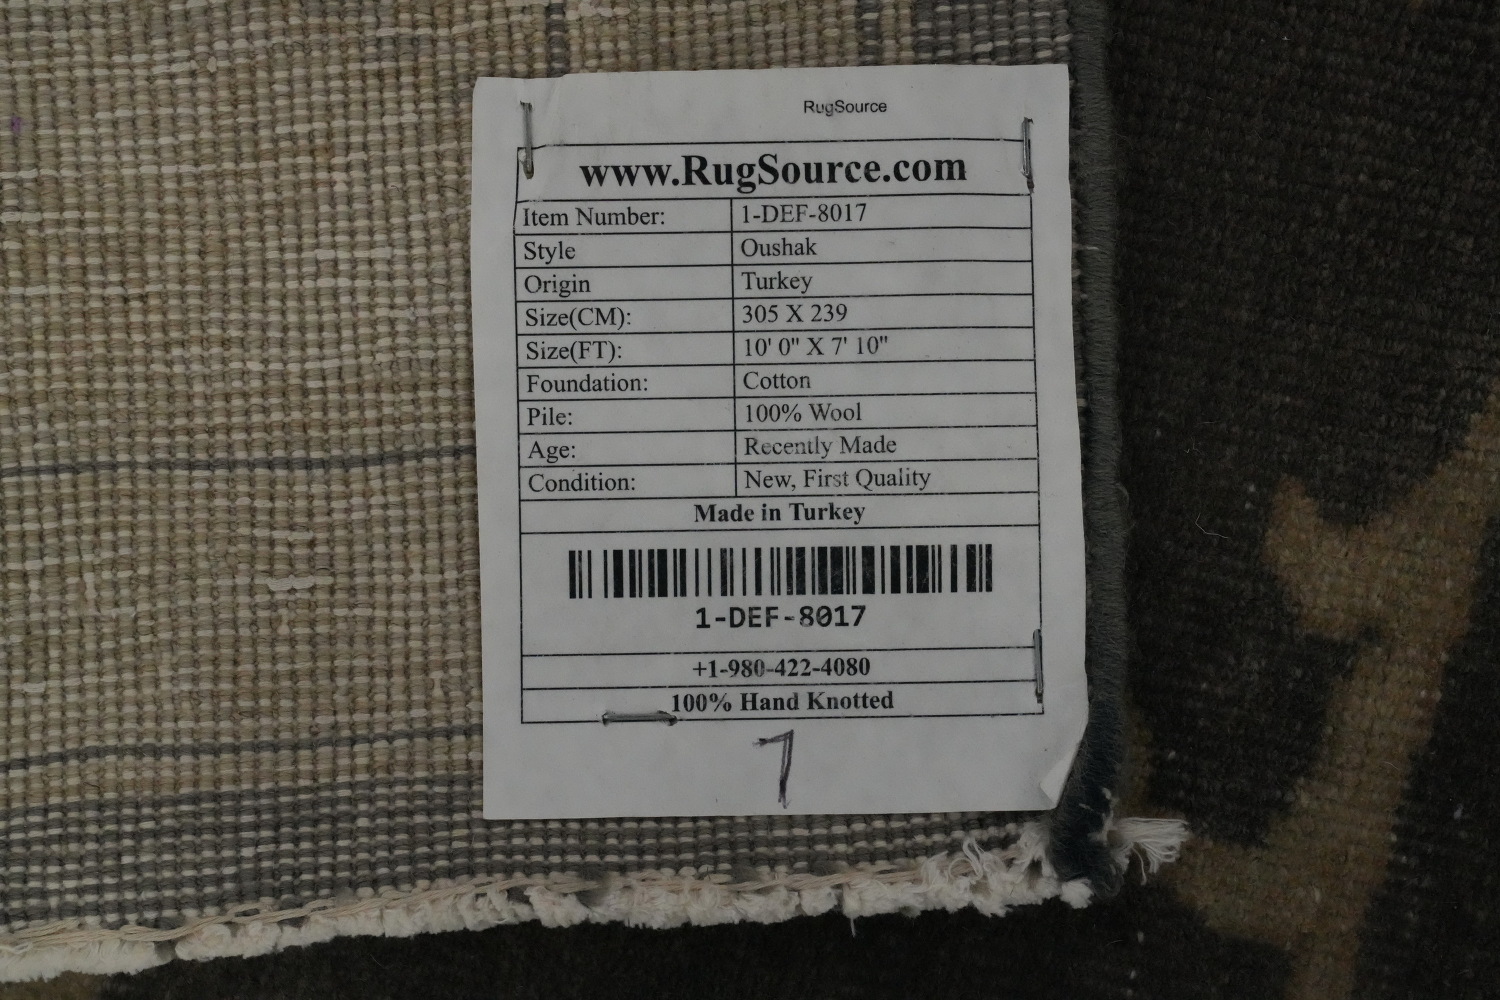 RugSource
www.RugSource.com
Item Number: 1-DEF-8017
Style Oushak
Origin Turkey
Size(CM): 305 X 239
Size(FT): 10' 0" X 7' 10"
Foundation: Cotton
Pile: 100% Wool
Age: Recently Made
Condition: New, First Quality
Made in Turkey
1-DEF-8017
+1-980-422-4080
100% Hand Knotted
7